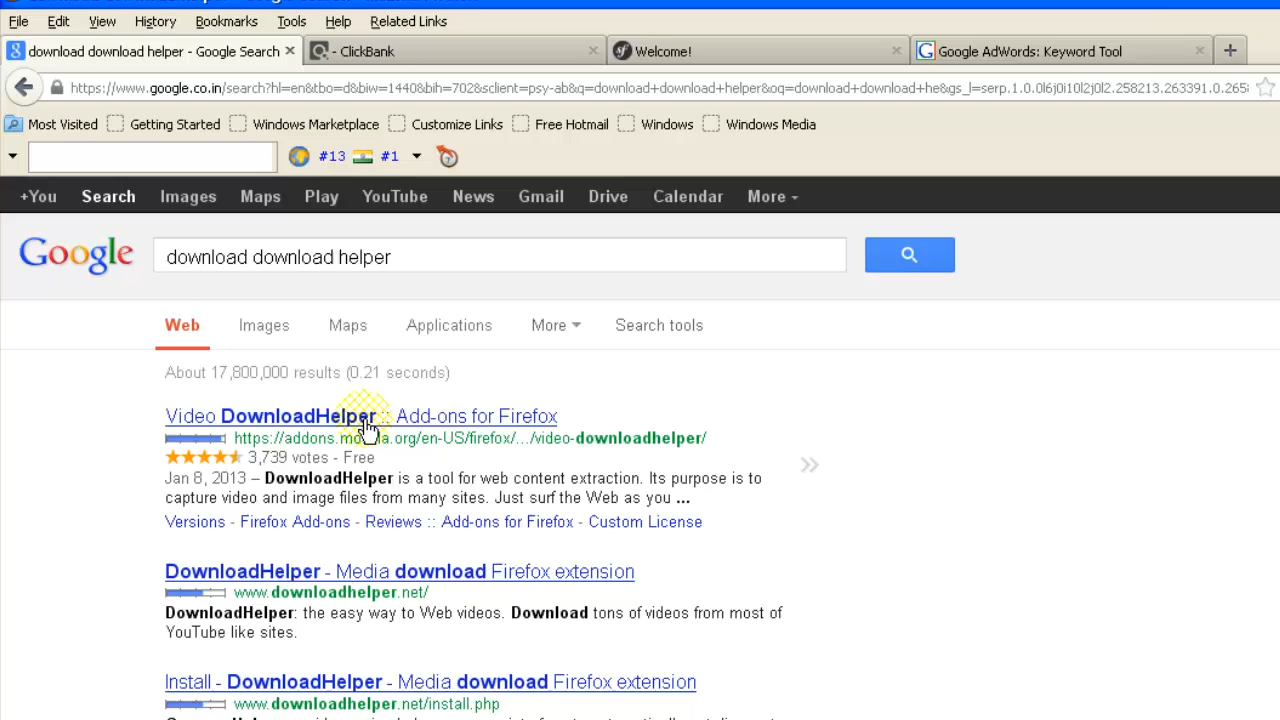 File Edit View History Bookmarks Tools Help Related Links
download download helper - Google Search - ClickBank Welcome! Google AdWords: Keyword Tool
https://www.google.co.in/search?hl=en&tbo=d&biw=1440&bih=702&sclient=psy-ab&q=download+download+helper&oq=download+download+he&gs_l=serp.1.0.0l6j0i10l2j0l2.258213.263391.0.265
Most Visited Getting Started Windows Marketplace Customize Links Free Hotmail Windows Windows Media
#13 #1
+You Search Images Maps Play YouTube News Gmail Drive Calendar More
Google download download helper
Web Images Maps Applications More Search tools
About 17,800,000 results (0.21 seconds)
Video DownloadHelper :: Add-ons for Firefox
https://addons.mozilla.org/en-US/firefox/.../video-downloadhelper/
3,739 votes - Free
Jan 8, 2013 – DownloadHelper is a tool for web content extraction. Its purpose is to
capture video and image files from many sites. Just surf the Web as you ...
Versions - Firefox Add-ons - Reviews :: Add-ons for Firefox - Custom License
DownloadHelper - Media download Firefox extension
www.downloadhelper.net/
DownloadHelper: the easy way to Web videos. Download tons of videos from most of
YouTube like sites.
Install - DownloadHelper - Media download Firefox extension
www.downloadhelper.net/install.php